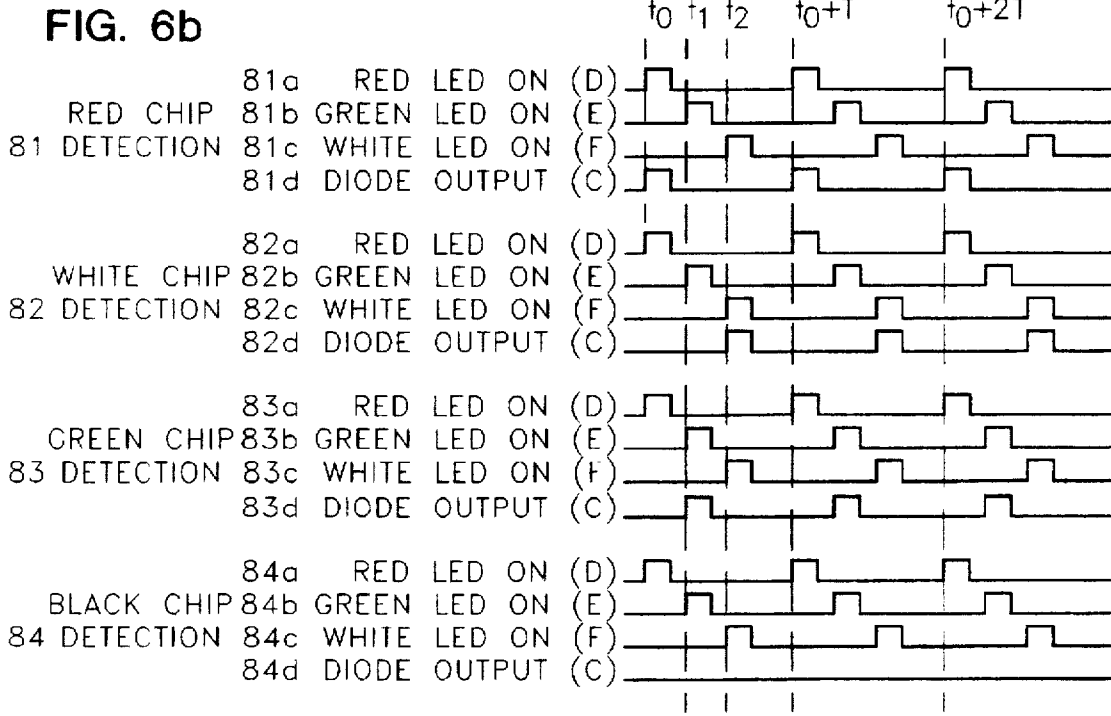 FIG. 6b
t0 t1 t2 t0+T t0+2T
81a RED LED ON (D)
RED CHIP 81b GREEN LED ON (E)
81 DETECTION 81c WHITE LED ON (F)
81d DIODE OUTPUT (C)
82a RED LED ON (D)
WHITE CHIP 82b GREEN LED ON (E)
82 DETECTION 82c WHITE LED ON (F)
82d DIODE OUTPUT (C)
83a RED LED ON (D)
GREEN CHIP 83b GREEN LED ON (E)
83 DETECTION 83c WHITE LED ON (F)
83d DIODE OUTPUT (C)
84a RED LED ON (D)
BLACK CHIP 84b GREEN LED ON (E)
84 DETECTION 84c WHITE LED ON (F)
84d DIODE OUTPUT (C)